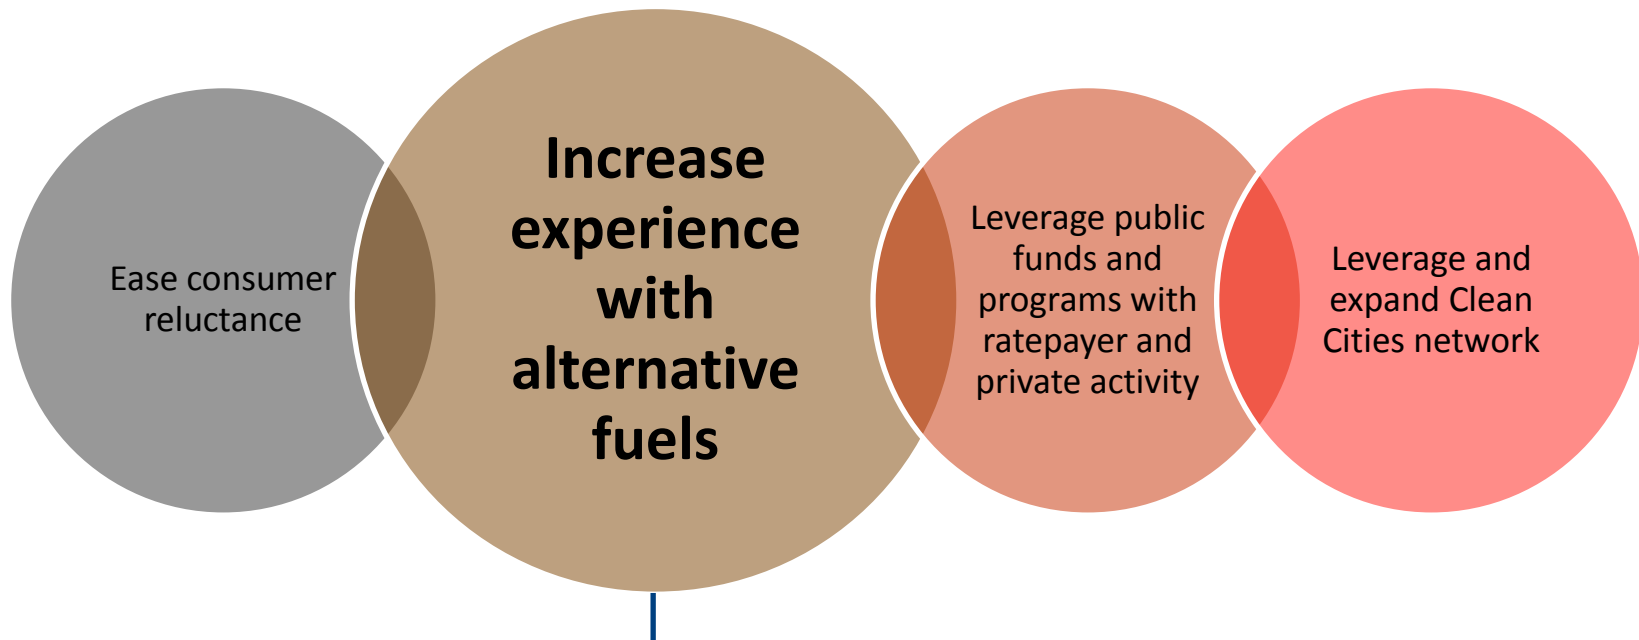 Ease consumer
reluctance
Increase
experience
with
alternative
fuels
Leverage public
funds and
programs with
ratepayer and
private activity
Leverage and
expand Clean
Cities network